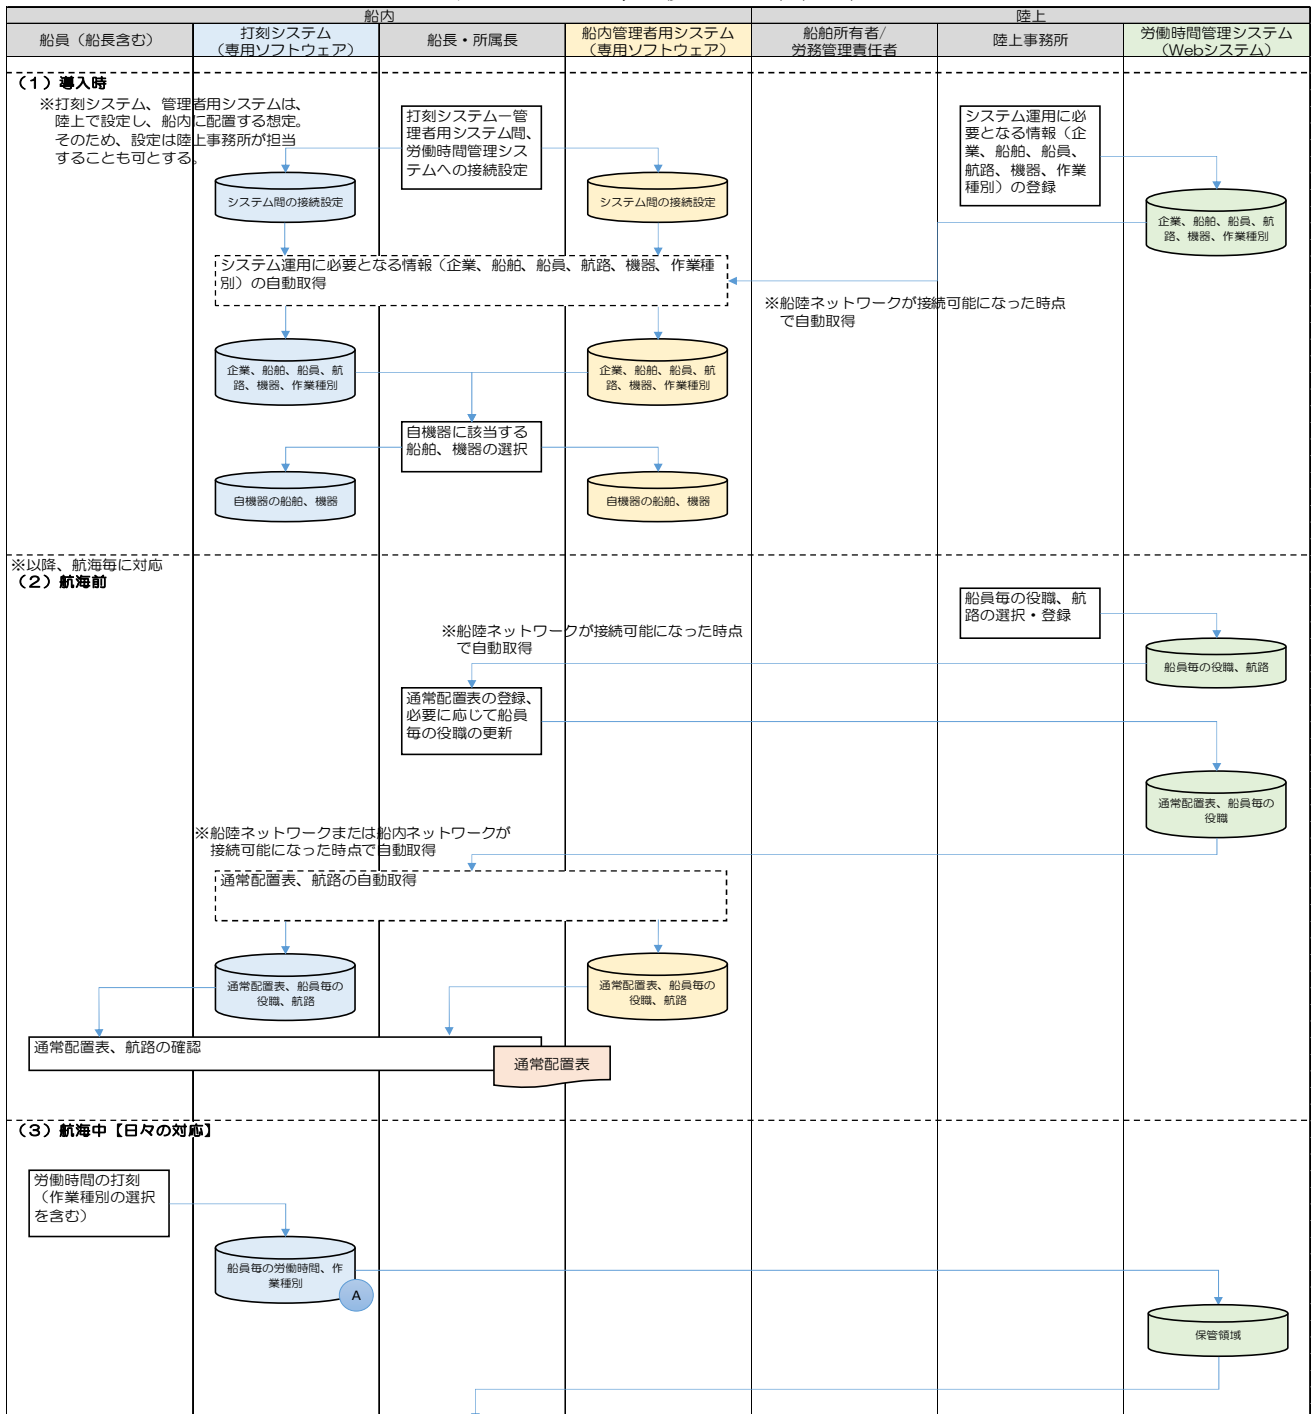 船内
陸上
船員（船長含む）
打刻システム
（専用ソフトウェア）
船長・所属長
船内管理者用システム
（専用ソフトウェア）
船舶所有者/
労務管理責任者
陸上事務所
労働時間管理システム
（Webシステム）
（１）導入時
※打刻システム、管理者用システムは、
陸上で設定し、船内に配置する想定。
そのため、設定は陸上事務所が担当
することも可とする。
打刻システムー管
理者用システム間、
労働時間管理シス
テムへの接続設定
システム運用に必
要となる情報（企
業、船舶、船員、
航路、機器、作業
種別）の登録
システム間の接続設定
システム間の接続設定
企業、船舶、船員、航
路、機器、作業種別
システム運用に必要となる情報（企業、船舶、船員、航路、機器、作業種
別）の自動取得
※船陸ネットワークが接続可能になった時点
で自動取得
企業、船舶、船員、航
路、機器、作業種別
企業、船舶、船員、航
路、機器、作業種別
自機器に該当する
船舶、機器の選択
自機器の船舶、機器
自機器の船舶、機器
※以降、航海毎に対応
（２）航海前
船員毎の役職、航
路の選択・登録
※船陸ネットワークが接続可能になった時点
で自動取得
船員毎の役職、航路
通常配置表の登録、
必要に応じて船員
毎の役職の更新
通常配置表、船員毎の
役職
※船陸ネットワークまたは船内ネットワークが
接続可能になった時点で自動取得
通常配置表、航路の自動取得
通常配置表、船員毎の
役職、航路
通常配置表、船員毎の
役職、航路
通常配置表、航路の確認
通常配置表
（３）航海中【日々の対応】
労働時間の打刻
（作業種別の選択
を含む）
船員毎の労働時間、作
業種別
A
保管領域